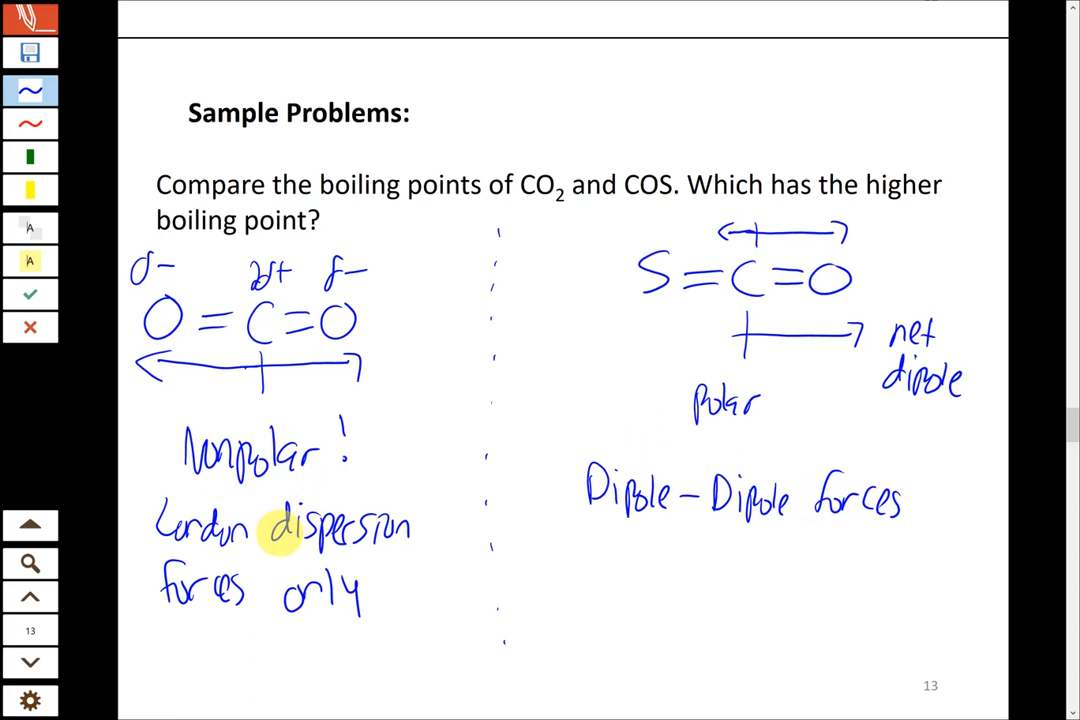 Sample Problems:
Compare the boiling points of CO₂ and COS. Which has the higher
boiling point?
δ− 2δ+ δ−
O=C=O
Nonpolar!
London dispersion
forces only
S=C=O
net
dipole
polar
Dipole-Dipole forces
A
A
13
13